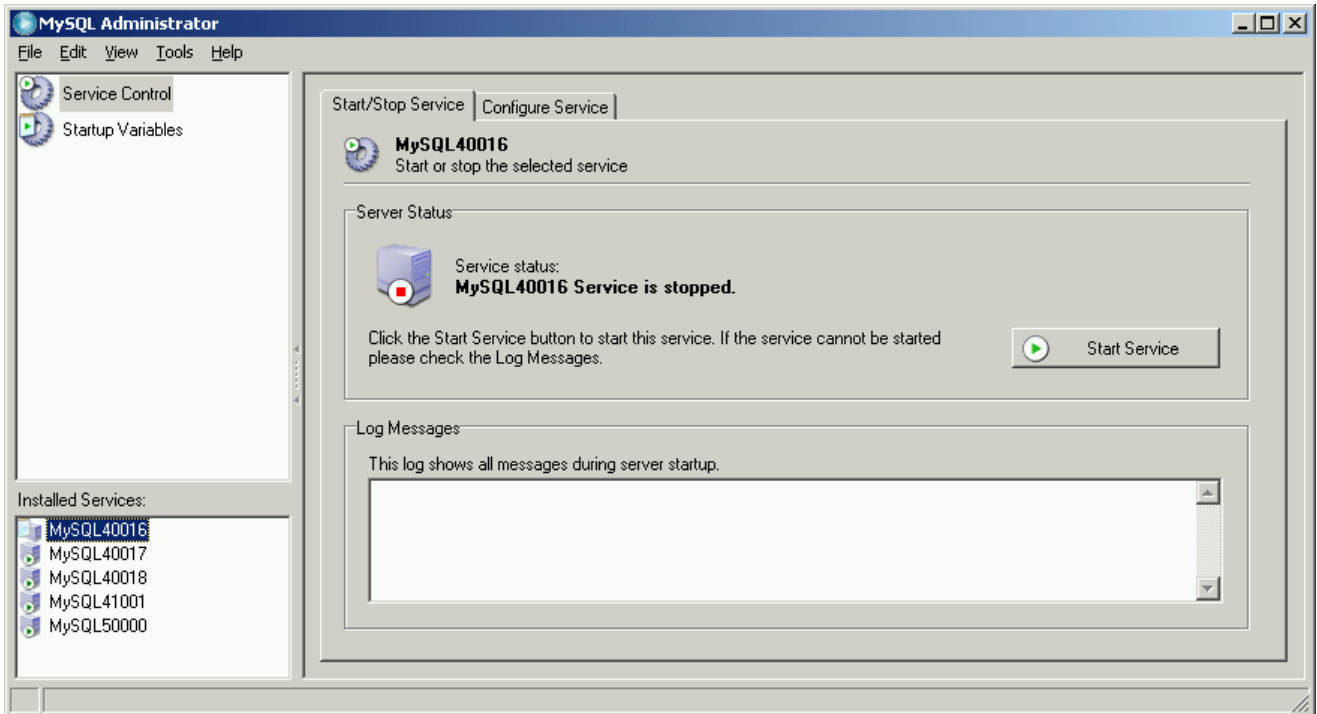 MySQL Administrator
File Edit View Tools Help
Service Control
Startup Variables
Installed Services:
MySQL40016
MySQL40017
MySQL40018
MySQL41001
MySQL50000
Start/Stop Service Configure Service
MySQL40016
Start or stop the selected service
Server Status
Service status:
MySQL40016 Service is stopped.
Click the Start Service button to start this service. If the service cannot be started
please check the Log Messages.
Start Service
Log Messages
This log shows all messages during server startup.